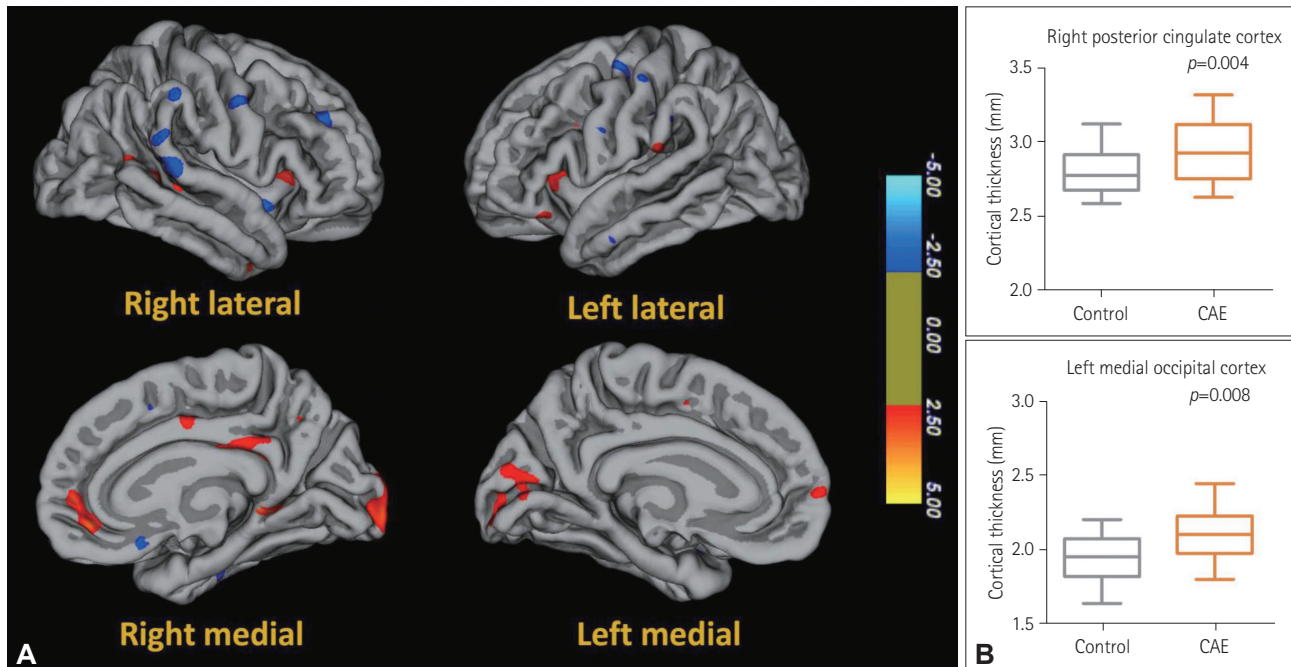 Right lateral
Left lateral
Right medial
Left medial
A
-5.00
-2.50
0.00
2.50
5.00
Right posterior cingulate cortex
p=0.004
Cortical thickness (mm)
3.5
3.0
2.5
2.0
Control
CAE
Left medial occipital cortex
p=0.008
Cortical thickness (mm)
3.0
2.5
2.0
1.5
Control
CAE
B